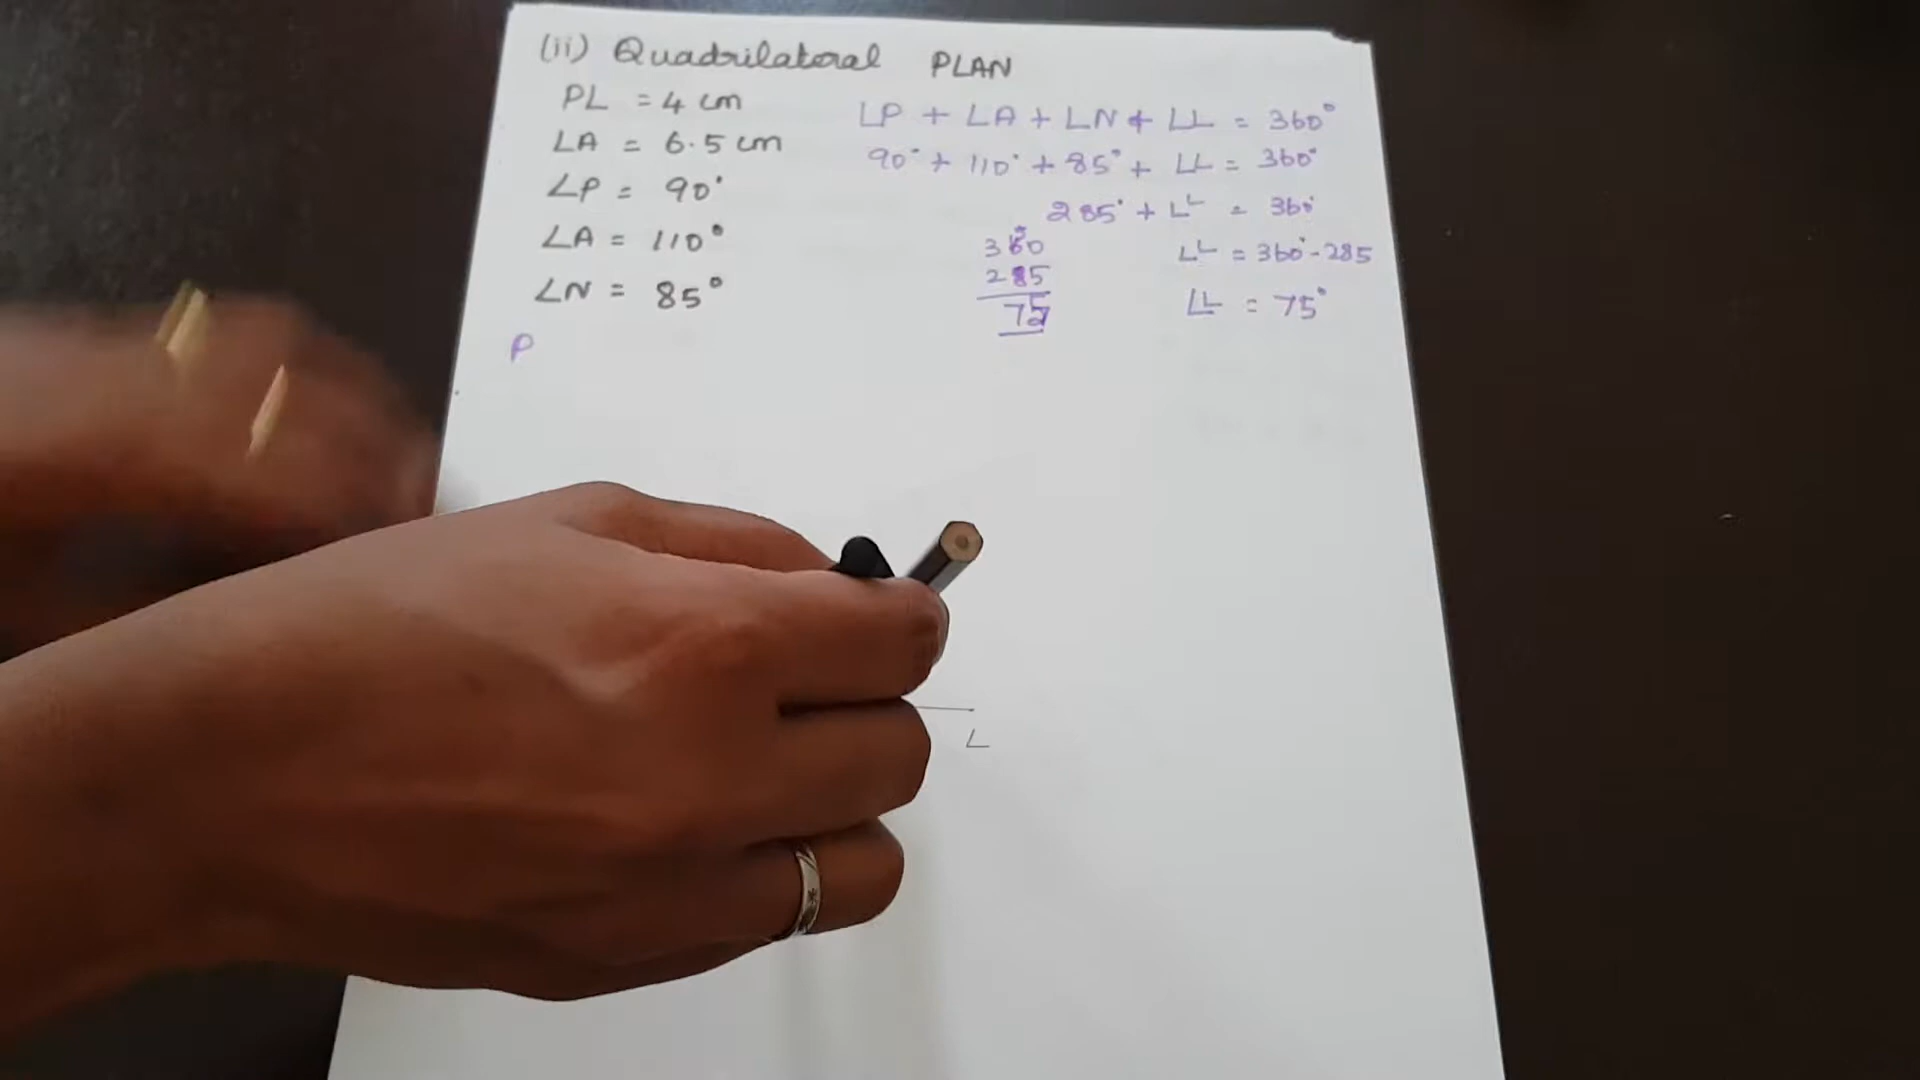 (ii) Quadrilateral PLAN
PL = 4 cm
LA = 6.5 cm
∠P = 90°
∠A = 110°
∠N = 85°
P
∠P + ∠A + ∠N + ∠L = 360°
90° + 110° + 85° + ∠L = 360°
285° + ∠L = 360°
∠L = 360° - 285
∠L = 75°
360
285
75
L